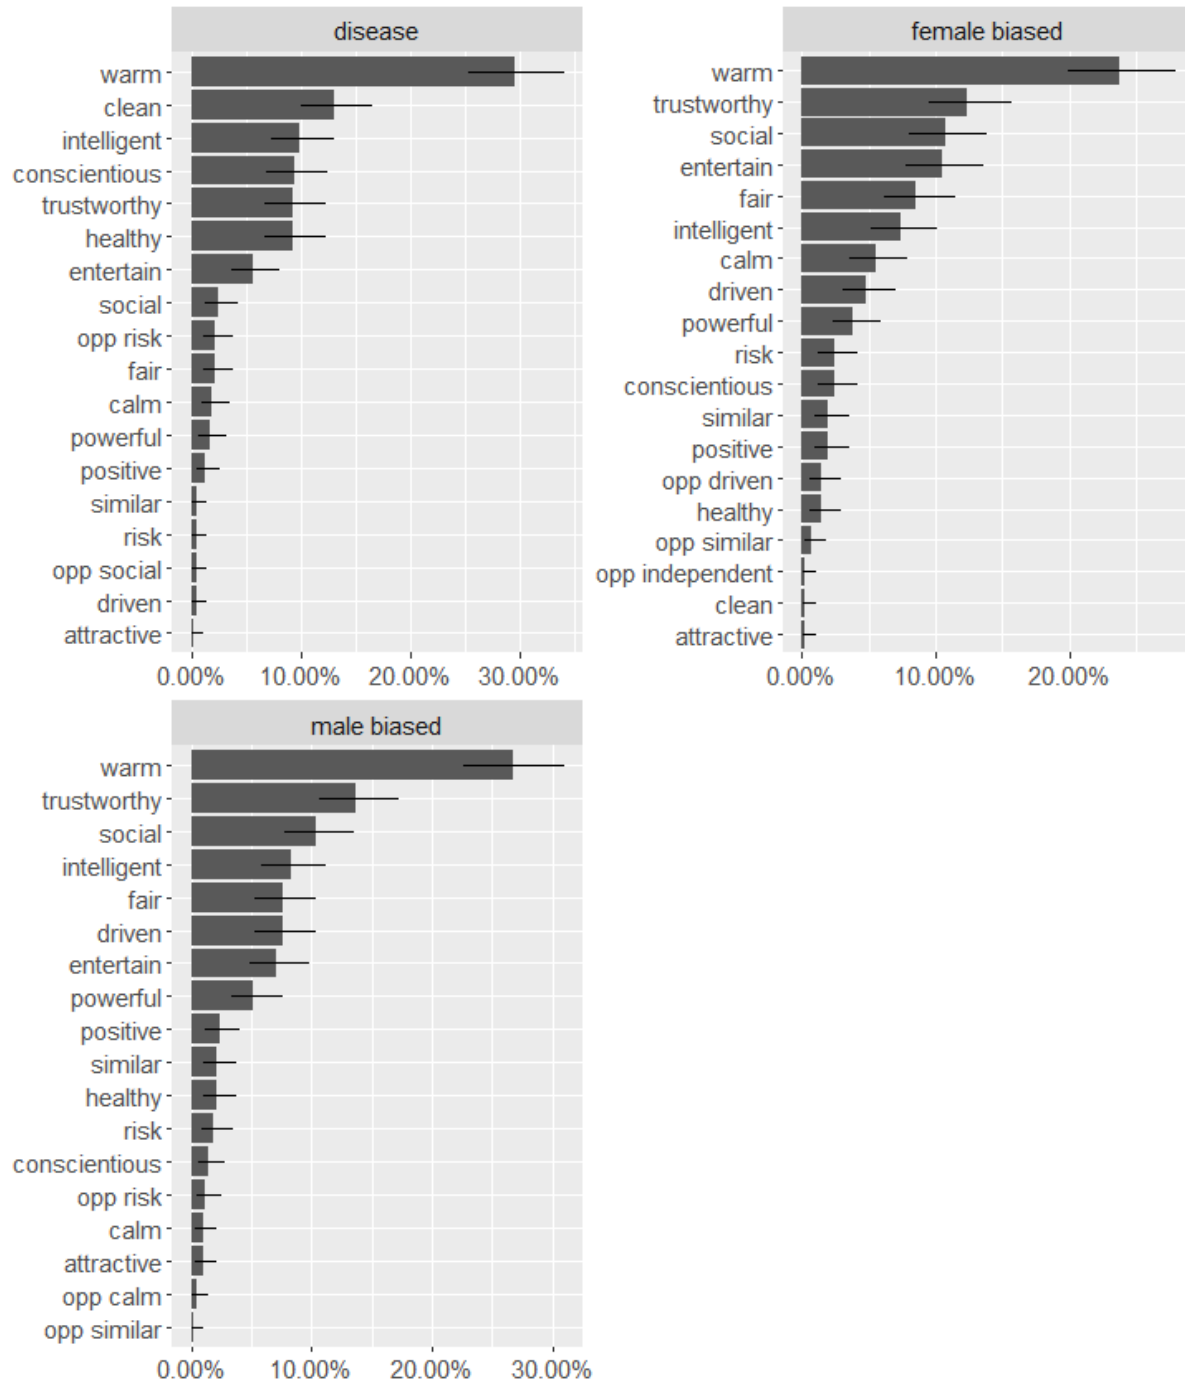 disease
warm
clean
intelligent
conscientious
trustworthy
healthy
entertain
social
opp risk
fair
calm
powerful
positive
similar
risk
opp social
driven
attractive
0.00% 10.00% 20.00% 30.00%
female biased
warm
trustworthy
social
entertain
fair
intelligent
calm
driven
powerful
risk
conscientious
similar
positive
opp driven
healthy
opp similar
opp independent
clean
attractive
0.00% 10.00% 20.00%
male biased
warm
trustworthy
social
intelligent
fair
driven
entertain
powerful
positive
similar
healthy
risk
conscientious
opp risk
calm
attractive
opp calm
opp similar
0.00% 10.00% 20.00% 30.00%